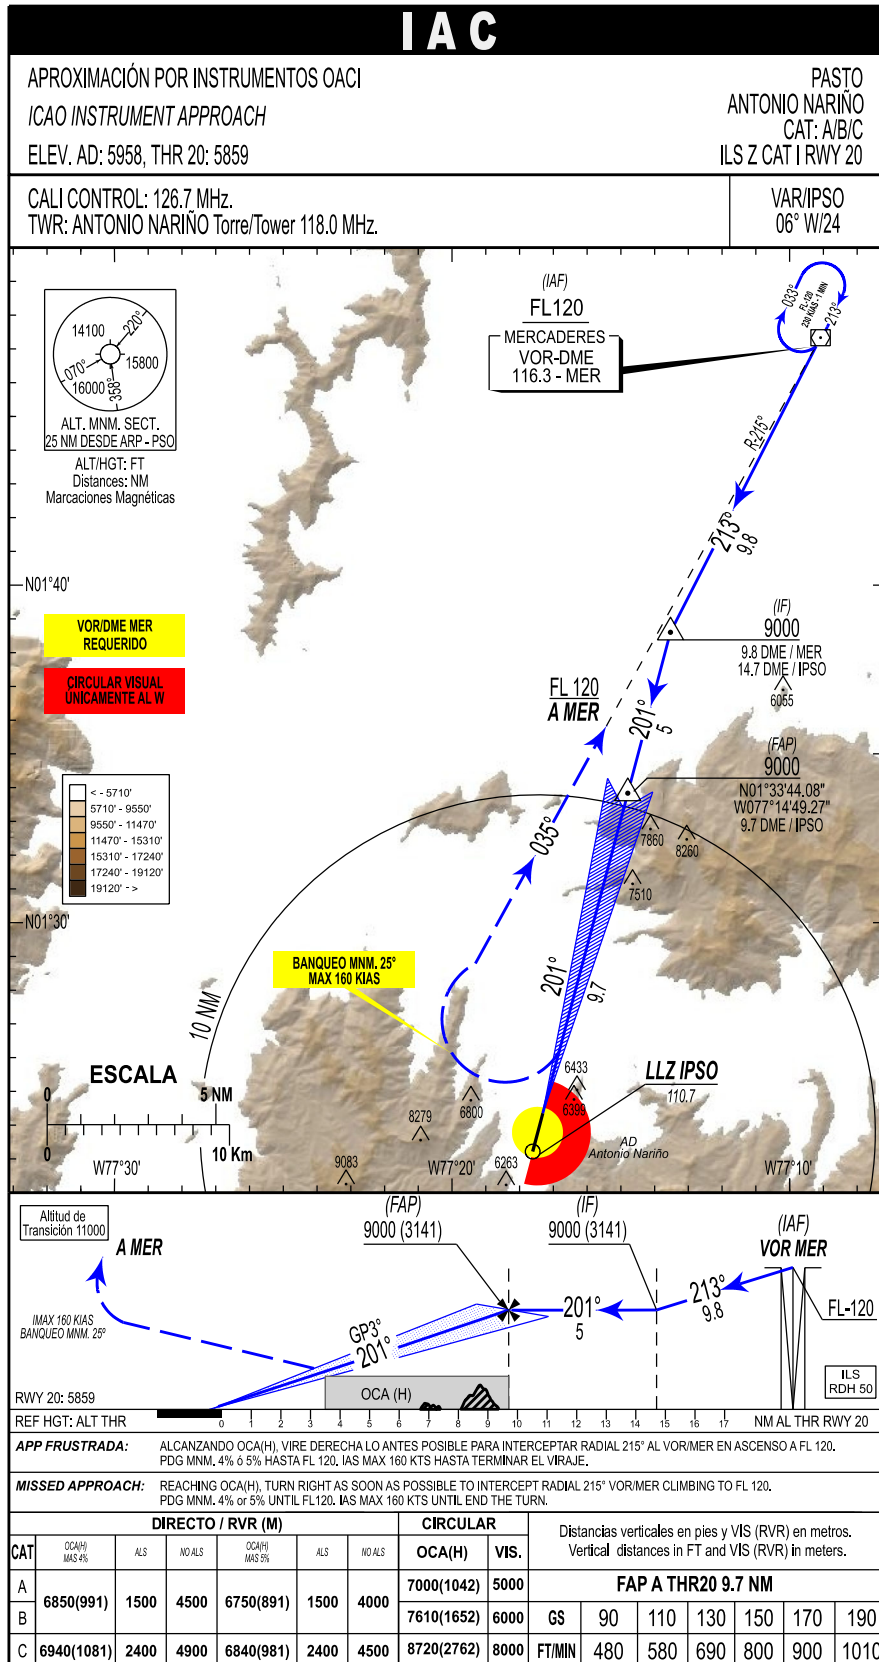 IAC
APROXIMACIÓN POR INSTRUMENTOS OACI
ICAO INSTRUMENT APPROACH
ELEV. AD: 5958, THR 20: 5859
PASTO
ANTONIO NARIÑO
CAT: A/B/C
ILS Z CAT I RWY 20
CALI CONTROL: 126.7 MHz.
TWR: ANTONIO NARIÑO Torre/Tower 118.0 MHz.
VAR/IPSO
06° W/24
14100
220°
070°
15800
16000
358°
ALT. MNM. SECT.
25 NM DESDE ARP - PSO
ALT/HGT: FT
Distances: NM
Marcaciones Magnéticas
(IAF)
FL120
MERCADERES
VOR-DME
116.3 - MER
033°
FL-120
230 KIAS - 1 MIN
213°
R-215°
213°
9.8
N01°40'
VOR/DME MER
REQUERIDO
CIRCULAR VISUAL
ÚNICAMENTE AL W
(IF)
9000
9.8 DME / MER
14.7 DME / IPSO
6055
FL 120
A MER
201°
5
(FAP)
9000
N01°33'44.08"
W077°14'49.27"
9.7 DME / IPSO
< - 5710'
5710' - 9550'
9550' - 11470'
11470' - 15310'
15310' - 17240'
17240' - 19120'
19120' - >
035°
7860
8260
7510
N01°30'
BANQUEO MNM. 25°
MAX 160 KIAS
201°
9.7
10 NM
ESCALA
0
5 NM
0
10 Km
LLZ IPSO
110.7
6433
6399
6800
8279
9083
6263
AD
Antonio Nariño
W77°30'
W77°20'
W77°10'
Altitud de
Transición 11000
A MER
(FAP)
9000 (3141)
(IF)
9000 (3141)
(IAF)
VOR MER
FL-120
IMAX 160 KIAS
BANQUEO MNM. 25°
GP3°
201°
201°
5
213°
9.8
OCA (H)
ILS
RDH 50
RWY 20: 5859
REF HGT: ALT THR
0 1 2 3 4 5 6 7 8 9 10 11 12 13 14 15 16 17
NM AL THR RWY 20
APP FRUSTRADA: ALCANZANDO OCA(H), VIRE DERECHA LO ANTES POSIBLE PARA INTERCEPTAR RADIAL 215° AL VOR/MER EN ASCENSO A FL 120.
PDG MNM. 4% ó 5% HASTA FL 120. IAS MAX 160 KTS HASTA TERMINAR EL VIRAJE.
MISSED APPROACH: REACHING OCA(H), TURN RIGHT AS SOON AS POSSIBLE TO INTERCEPT RADIAL 215° VOR/MER CLIMBING TO FL 120.
PDG MNM. 4% or 5% UNTIL FL120. IAS MAX 160 KTS UNTIL END THE TURN.
DIRECTO / RVR (M)
CIRCULAR
CAT
OCA(H)
MAS 4%
ALS
NO ALS
OCA(H)
MAS 5%
ALS
NO ALS
OCA(H)
VIS.
Distancias verticales en pies y VIS (RVR) en metros.
Vertical distances in FT and VIS (RVR) in meters.
A
B
6850(991) 1500 4500 6750(891) 1500 4000
7000(1042) 5000
7610(1652) 6000
C 6940(1081) 2400 4900 6840(981) 2400 4500 8720(2762) 8000
FAP A THR20 9.7 NM
GS 90 110 130 150 170 190
FT/MIN 480 580 690 800 900 1010